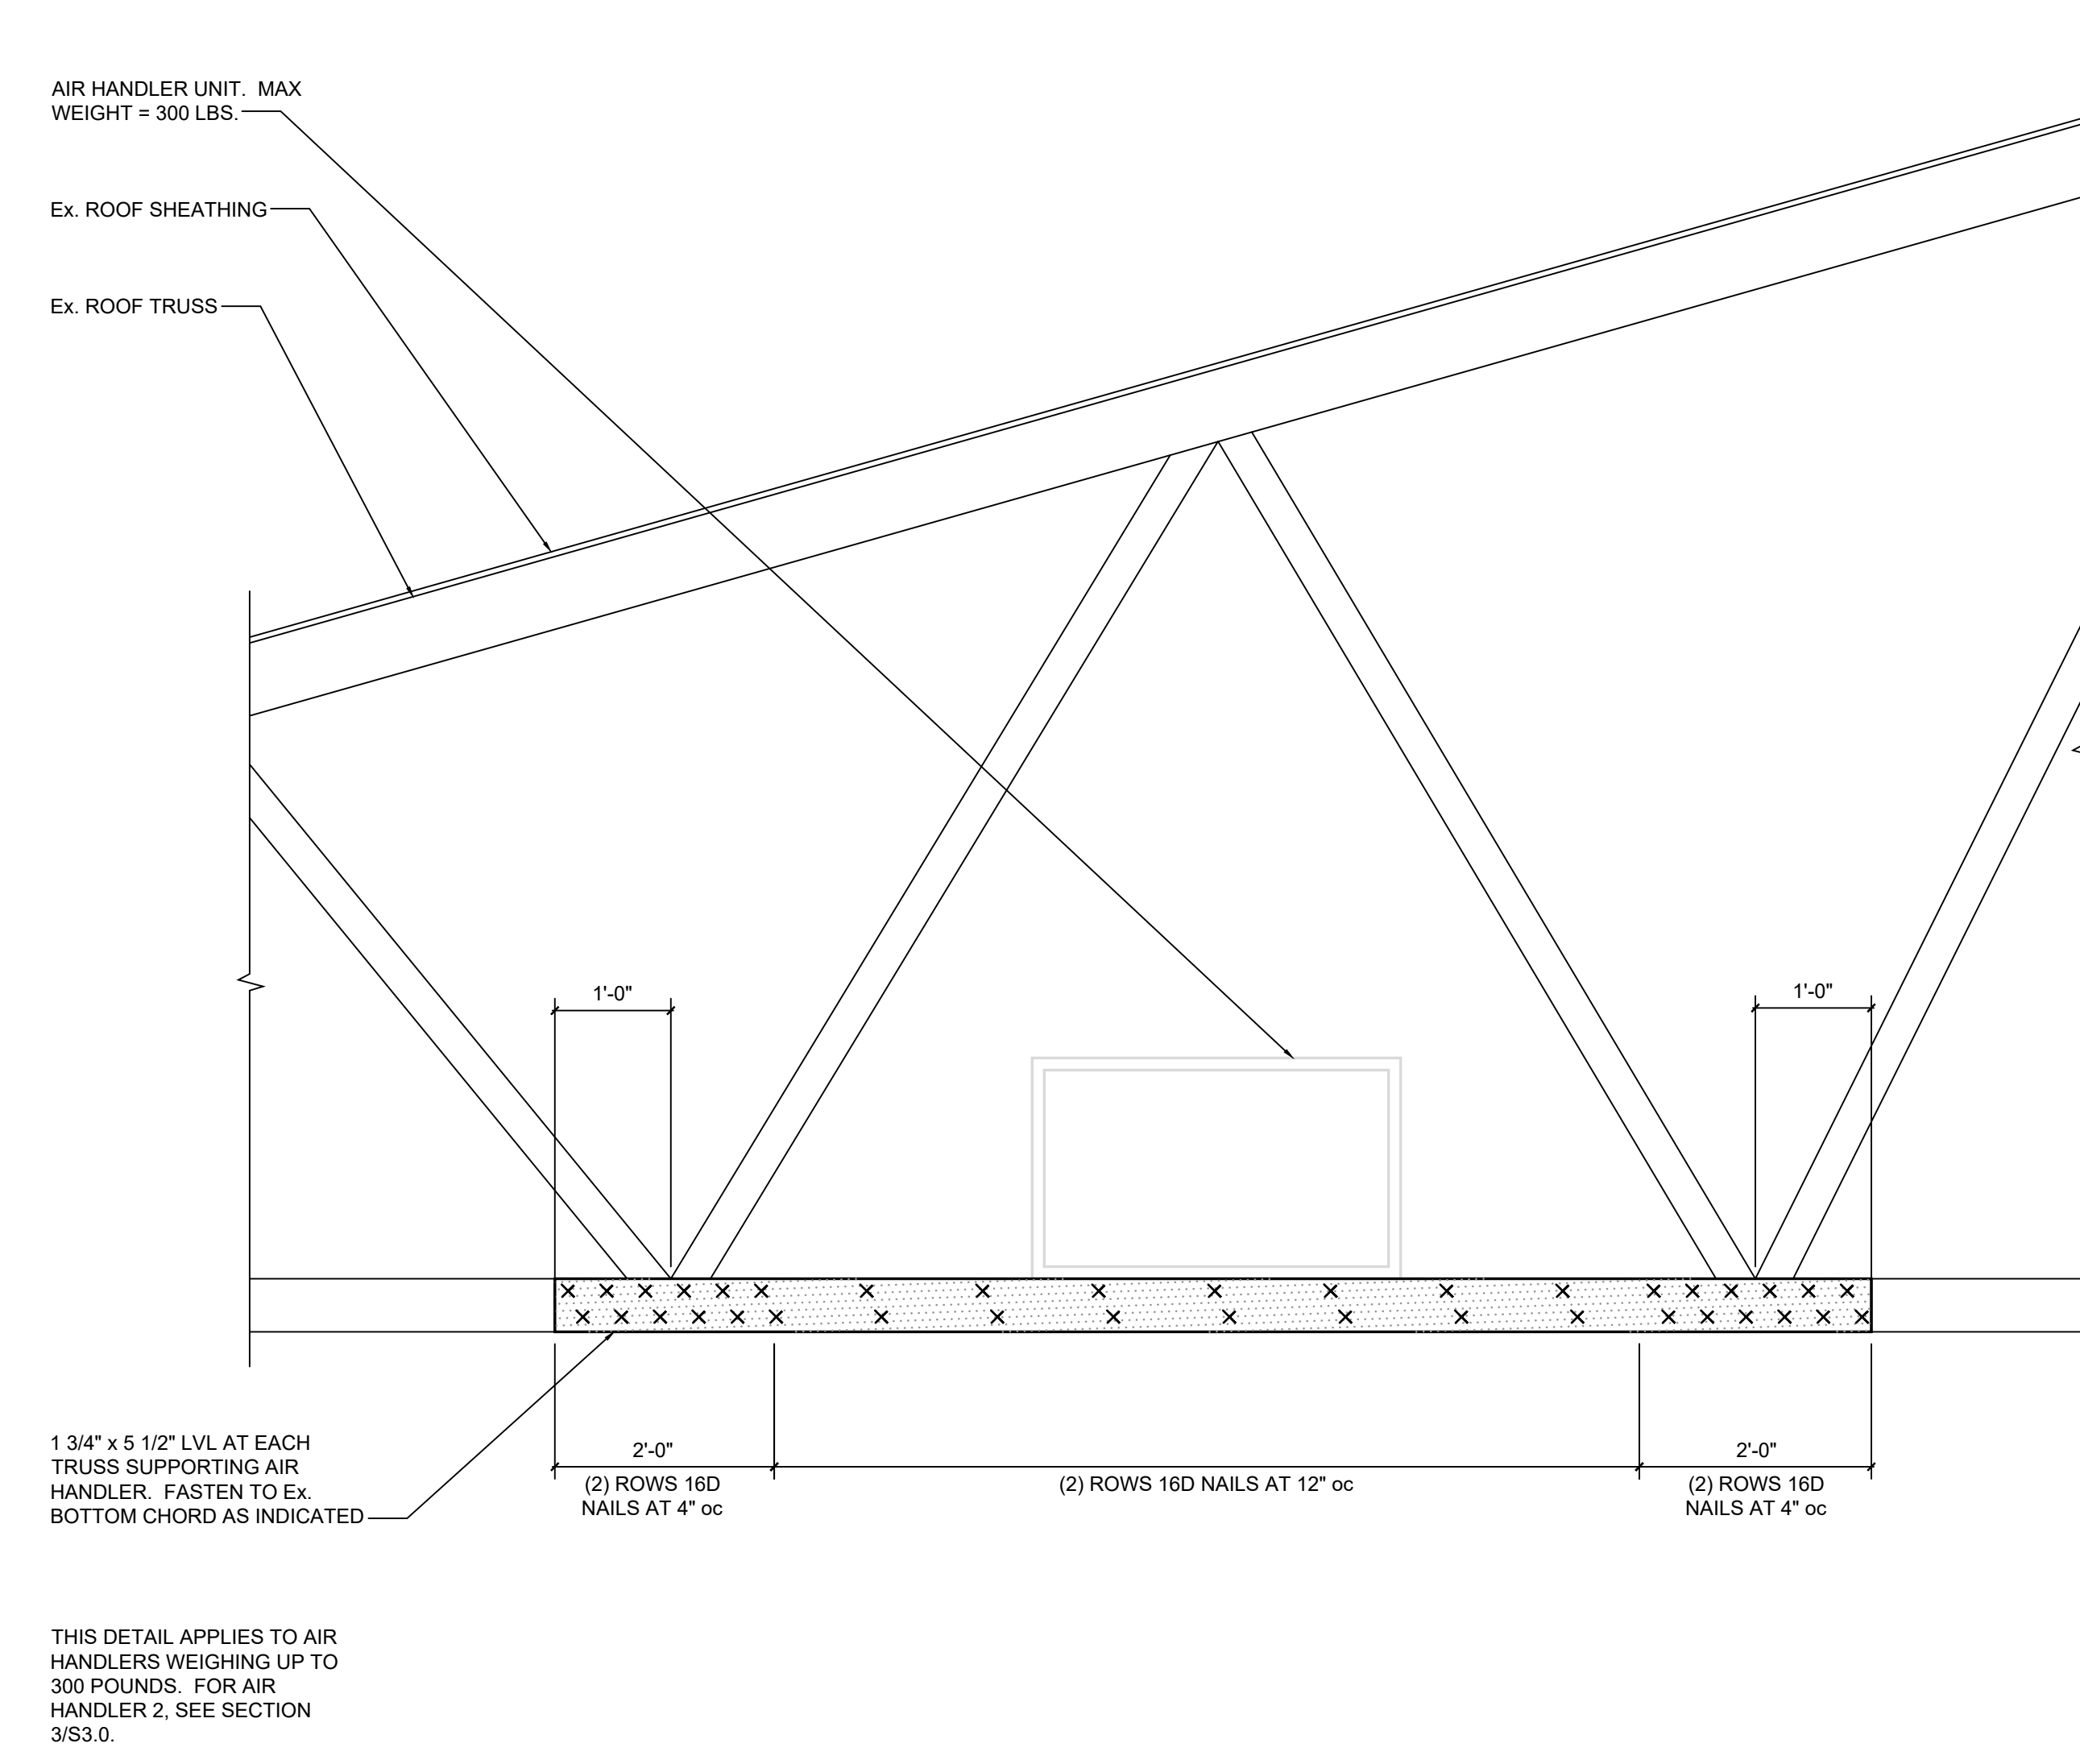 AIR HANDLER UNIT.  MAX
WEIGHT = 300 LBS.
Ex. ROOF SHEATHING
Ex. ROOF TRUSS
1'-0"
1'-0"
1 3/4" x 5 1/2" LVL AT EACH
TRUSS SUPPORTING AIR
HANDLER.  FASTEN TO Ex.
BOTTOM CHORD AS INDICATED
2'-0"
(2) ROWS 16D
NAILS AT 4" oc
(2) ROWS 16D NAILS AT 12" oc
2'-0"
(2) ROWS 16D
NAILS AT 4" oc
THIS DETAIL APPLIES TO AIR
HANDLERS WEIGHING UP TO
300 POUNDS.  FOR AIR
HANDLER 2, SEE SECTION
3/S3.0.